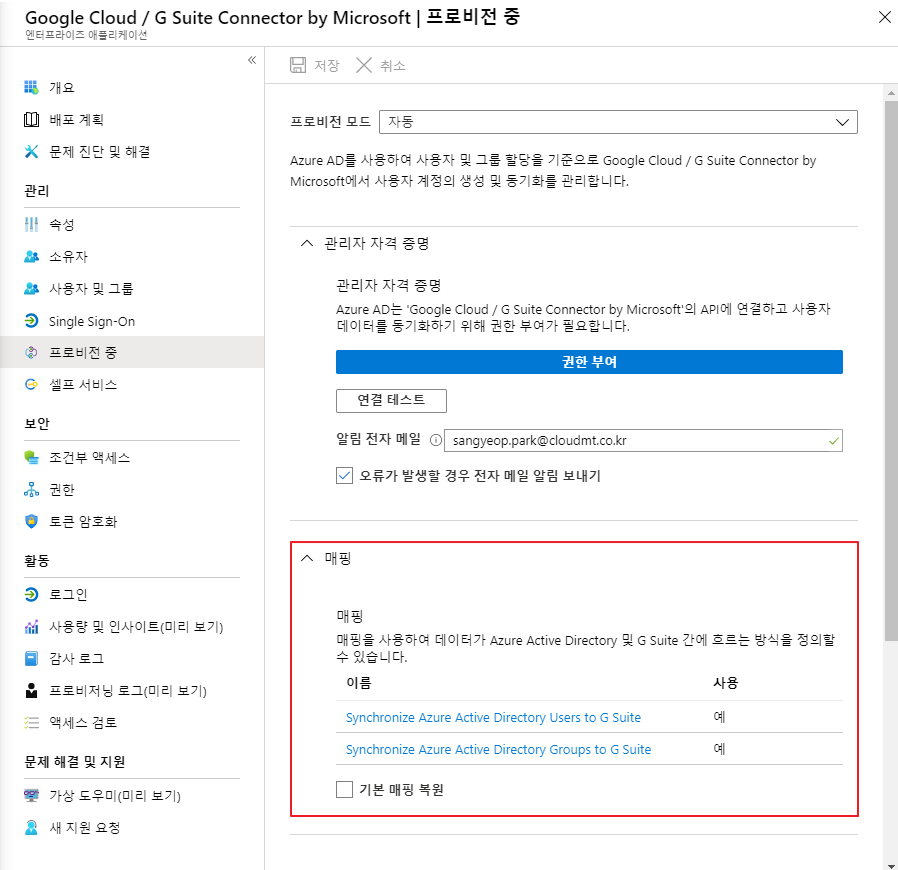 Google Cloud / G Suite Connector by Microsoft | 프로비전 중
엔터프라이즈 애플리케이션
개요
배포 계획
문제 진단 및 해결
관리
속성
소유자
사용자 및 그룹
Single Sign-On
프로비전 중
셀프 서비스
보안
조건부 액세스
권한
토큰 암호화
활동
로그인
사용량 및 인사이트(미리 보기)
감사 로그
프로비저닝 로그(미리 보기)
액세스 검토
문제 해결 및 지원
가상 도우미(미리 보기)
새 지원 요청
저장 취소
프로비전 모드 자동
Azure AD를 사용하여 사용자 및 그룹 할당을 기준으로 Google Cloud / G Suite Connector by
Microsoft에서 사용자 계정의 생성 및 동기화를 관리합니다.
관리자 자격 증명
관리자 자격 증명
Azure AD는 'Google Cloud / G Suite Connector by Microsoft'의 API에 연결하고 사용자
데이터를 동기화하기 위해 권한 부여가 필요합니다.
권한 부여
연결 테스트
알림 전자 메일 sangyeop.park@cloudmt.co.kr
오류가 발생할 경우 전자 메일 알림 보내기
매핑
매핑
매핑을 사용하여 데이터가 Azure Active Directory 및 G Suite 간에 흐르는 방식을 정의할
수 있습니다.
이름 사용
Synchronize Azure Active Directory Users to G Suite 예
Synchronize Azure Active Directory Groups to G Suite 예
기본 매핑 복원